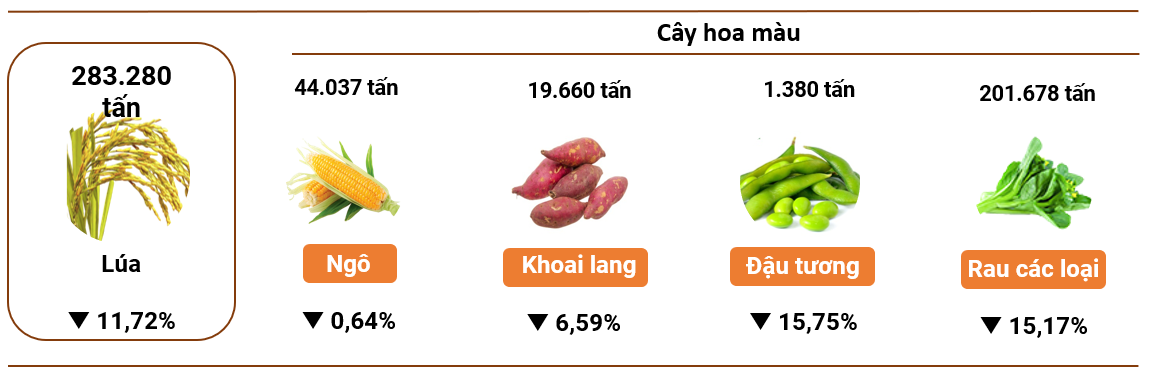 Cây hoa màu
283.280
tấn
Lúa
▼ 11,72%
44.037 tấn
Ngô
▼ 0,64%
19.660 tấn
Khoai lang
▼ 6,59%
1.380 tấn
Đậu tương
▼ 15,75%
201.678 tấn
Rau các loại
▼ 15,17%